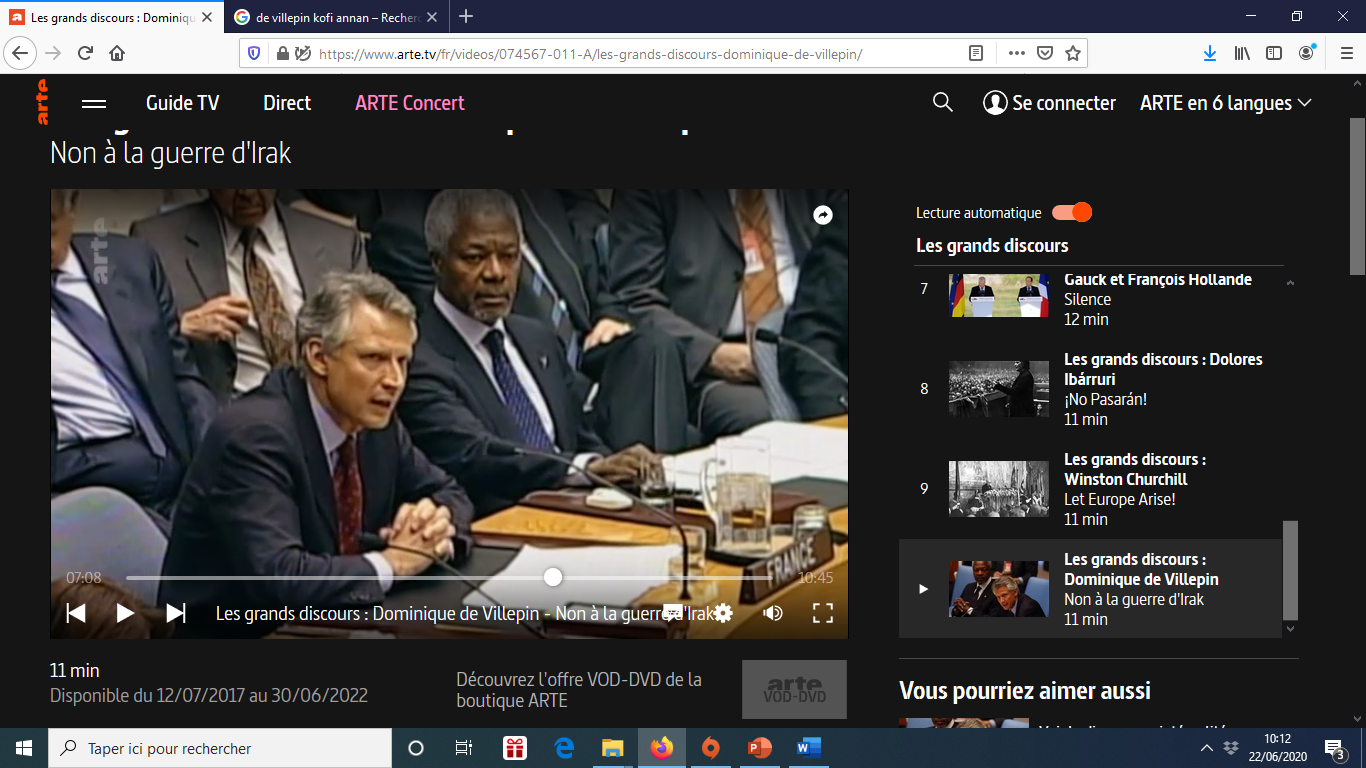 Les grands discours : Dominiqu
de villepin kofi annan – Recher
https://www.arte.tv/fr/videos/074567-011-A/les-grands-discours-dominique-de-villepin/
arte
Guide TV
Direct
ARTE Concert
Se connecter
ARTE en 6 langues
Non à la guerre d'Irak
arte
FRANCE
07:08
10:45
Les grands discours : Dominique de Villepin - Non à la guerre d'Irak
11 min
Disponible du 12/07/2017 au 30/06/2022
Découvrez l'offre VOD-DVD de la
boutique ARTE
arte
VOD-DVD
Lecture automatique
Les grands discours
7
Gauck et François Hollande
Silence
12 min
8
Les grands discours : Dolores
Ibárruri
¡No Pasarán!
11 min
9
Les grands discours :
Winston Churchill
Let Europe Arise!
11 min
Les grands discours :
Dominique de Villepin
Non à la guerre d'Irak
11 min
Vous pourriez aimer aussi
Taper ici pour rechercher
10:12
22/06/2020
3